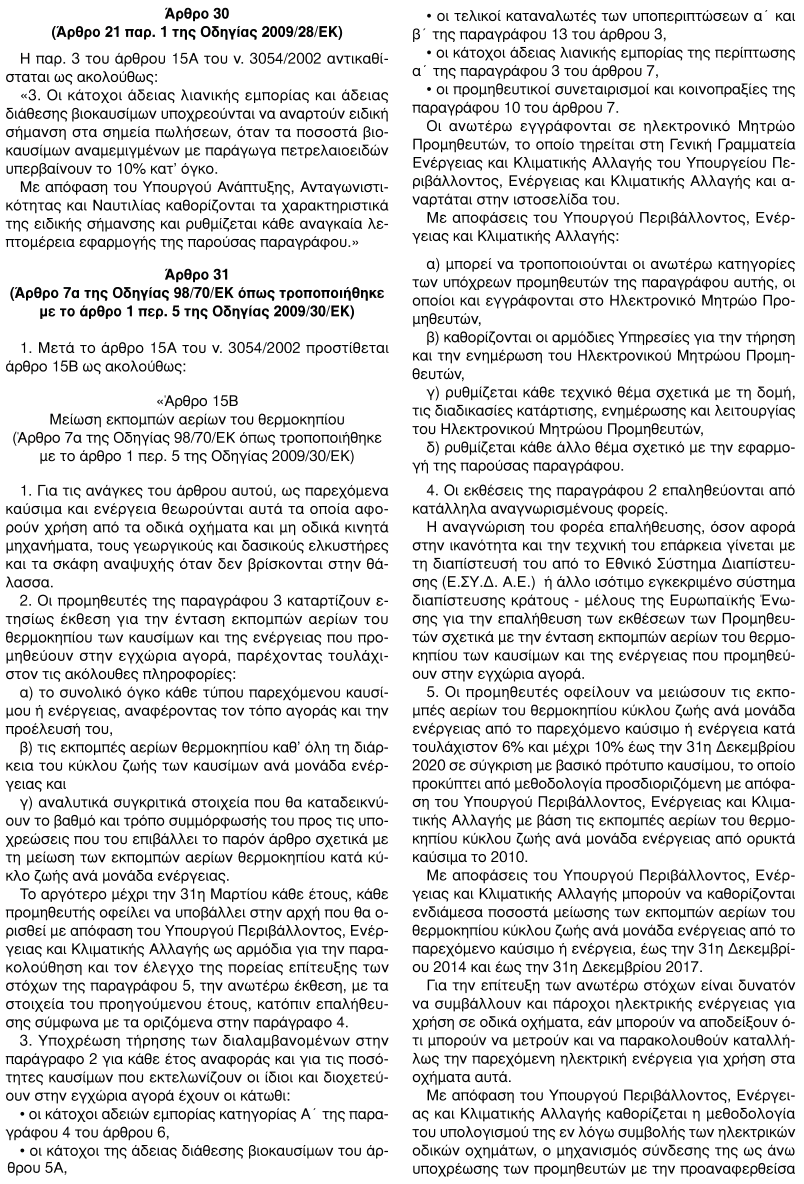 Άρθρο 30
(Άρθρο 21 παρ. 1 της Οδηγίας 2009/28/ΕΚ)
Η παρ. 3 του άρθρου 15Α του ν. 3054/2002 αντικαθί-
σταται ως ακολούθως:
«3. Οι κάτοχοι άδειας λιανικής εμπορίας και άδειας
διάθεσης βιοκαυσίμων υποχρεούνται να αναρτούν ειδική
σήμανση στα σημεία πωλήσεων, όταν τα ποσοστά βιο-
καυσίμων αναμεμιγμένων με παράγωγα πετρελαιοειδών
υπερβαίνουν το 10% κατ’ όγκο.
Με απόφαση του Υπουργού Ανάπτυξης, Ανταγωνιστι-
κότητας και Ναυτιλίας καθορίζονται τα χαρακτηριστικά
της ειδικής σήμανσης και ρυθμίζεται κάθε αναγκαία λε-
πτομέρεια εφαρμογής της παρούσας παραγράφου.»
Άρθρο 31
(Άρθρο 7α της Οδηγίας 98/70/ΕΚ όπως τροποποιήθηκε
με το άρθρο 1 περ. 5 της Οδηγίας 2009/30/ΕΚ)
1. Μετά το άρθρο 15Α του ν. 3054/2002 προστίθεται
άρθρο 15Β ως ακολούθως:
«Άρθρο 15Β
Μείωση εκπομπών αερίων του θερμοκηπίου
(Άρθρο 7α της Οδηγίας 98/70/ΕΚ όπως τροποποιήθηκε
με το άρθρο 1 περ. 5 της Οδηγίας 2009/30/ΕΚ)
1. Για τις ανάγκες του άρθρου αυτού, ως παρεχόμενα
καύσιμα και ενέργεια θεωρούνται αυτά τα οποία αφο-
ρούν χρήση από τα οδικά οχήματα και μη οδικά κινητά
μηχανήματα, τους γεωργικούς και δασικούς ελκυστήρες
και τα σκάφη αναψυχής όταν δεν βρίσκονται στην θά-
λασσα.
2. Οι προμηθευτές της παραγράφου 3 καταρτίζουν ε-
τησίως έκθεση για την ένταση εκπομπών αερίων του
θερμοκηπίου των καυσίμων και της ενέργειας που προ-
μηθεύουν στην εγχώρια αγορά, παρέχοντας τουλάχι-
στον τις ακόλουθες πληροφορίες:
α) το συνολικό όγκο κάθε τύπου παρεχόμενου καυσί-
μου ή ενέργειας, αναφέροντας τον τόπο αγοράς και την
προέλευσή του,
β) τις εκπομπές αερίων θερμοκηπίου καθ’ όλη τη διάρ-
κεια του κύκλου ζωής των καυσίμων ανά μονάδα ενέρ-
γειας και
γ) αναλυτικά συγκριτικά στοιχεία που θα καταδεικνύ-
ουν το βαθμό και τρόπο συμμόρφωσής του προς τις υπο-
χρεώσεις που του επιβάλλει το παρόν άρθρο σχετικά με
τη μείωση των εκπομπών αερίων θερμοκηπίου κατά κύ-
κλο ζωής ανά μονάδα ενέργειας.
Το αργότερο μέχρι την 31η Μαρτίου κάθε έτους, κάθε
προμηθευτής οφείλει να υποβάλλει στην αρχή που θα ο-
ρισθεί με απόφαση του Υπουργού Περιβάλλοντος, Ενέρ-
γειας και Κλιματικής Αλλαγής ως αρμόδια για την παρα-
κολούθηση και τον έλεγχο της πορείας επίτευξης των
στόχων της παραγράφου 5, την ανωτέρω έκθεση, με τα
στοιχεία του προηγούμενου έτους, κατόπιν επαλήθευ-
σης σύμφωνα με τα οριζόμενα στην παράγραφο 4.
3. Υποχρέωση τήρησης των διαλαμβανομένων στην
παράγραφο 2 για κάθε έτος αναφοράς και για τις ποσό-
τητες καυσίμων που εκτελωνίζουν οι ίδιοι και διοχετεύ-
ουν στην εγχώρια αγορά έχουν οι κάτωθι:
• οι κάτοχοι αδειών εμπορίας κατηγορίας Α΄ της παρα-
γράφου 4 του άρθρου 6,
• οι κάτοχοι της άδειας διάθεσης βιοκαυσίμων του άρ-
θρου 5Α,
• οι τελικοί καταναλωτές των υποπεριπτώσεων α΄ και
β΄ της παραγράφου 13 του άρθρου 3,
• οι κάτοχοι άδειας λιανικής εμπορίας της περίπτωσης
α΄ της παραγράφου 3 του άρθρου 7,
• οι προμηθευτικοί συνεταιρισμοί και κοινοπραξίες της
παραγράφου 10 του άρθρου 7.
Οι ανωτέρω εγγράφονται σε ηλεκτρονικό Μητρώο
Προμηθευτών, το οποίο τηρείται στη Γενική Γραμματεία
Ενέργειας και Κλιματικής Αλλαγής του Υπουργείου Πε-
ριβάλλοντος, Ενέργειας και Κλιματικής Αλλαγής και α-
ναρτάται στην ιστοσελίδα του.
Με αποφάσεις του Υπουργού Περιβάλλοντος, Ενέρ-
γειας και Κλιματικής Αλλαγής:
α) μπορεί να τροποποιούνται οι ανωτέρω κατηγορίες
των υπόχρεων προμηθευτών της παραγράφου αυτής, οι
οποίοι και εγγράφονται στο Ηλεκτρονικό Μητρώο Προ-
μηθευτών,
β) καθορίζονται οι αρμόδιες Υπηρεσίες για την τήρηση
και την ενημέρωση του Ηλεκτρονικού Μητρώου Προμη-
θευτών,
γ) ρυθμίζεται κάθε τεχνικό θέμα σχετικά με τη δομή,
τις διαδικασίες κατάρτισης, ενημέρωσης και λειτουργίας
του Ηλεκτρονικού Μητρώου Προμηθευτών,
δ) ρυθμίζεται κάθε άλλο θέμα σχετικό με την εφαρμο-
γή της παρούσας παραγράφου.
4. Οι εκθέσεις της παραγράφου 2 επαληθεύονται από
κατάλληλα αναγνωρισμένους φορείς.
Η αναγνώριση του φορέα επαλήθευσης, όσον αφορά
στην ικανότητα και την τεχνική του επάρκεια γίνεται με
τη διαπίστευσή του από το Εθνικό Σύστημα Διαπίστευ-
σης (Ε.ΣΥ.Δ. Α.Ε.) ή άλλο ισότιμο εγκεκριμένο σύστημα
διαπίστευσης κράτους - μέλους της Ευρωπαϊκής Ένω-
σης για την επαλήθευση των εκθέσεων των Προμηθευ-
τών σχετικά με την ένταση εκπομπών αερίων του θερμο-
κηπίου των καυσίμων και της ενέργειας που προμηθεύ-
ουν στην εγχώρια αγορά.
5. Οι προμηθευτές οφείλουν να μειώσουν τις εκπο-
μπές αερίων του θερμοκηπίου κύκλου ζωής ανά μονάδα
ενέργειας από το παρεχόμενο καύσιμο ή ενέργεια κατά
τουλάχιστον 6% και μέχρι 10% έως την 31η Δεκεμβρίου
2020 σε σύγκριση με βασικό πρότυπο καυσίμου, το οποίο
προκύπτει από μεθοδολογία προσδιοριζόμενη με απόφα-
ση του Υπουργού Περιβάλλοντος, Ενέργειας και Κλιμα-
τικής Αλλαγής με βάση τις εκπομπές αερίων του θερμο-
κηπίου κύκλου ζωής ανά μονάδα ενέργειας από ορυκτά
καύσιμα το 2010.
Με αποφάσεις του Υπουργού Περιβάλλοντος, Ενέρ-
γειας και Κλιματικής Αλλαγής μπορούν να καθορίζονται
ενδιάμεσα ποσοστά μείωσης των εκπομπών αερίων του
θερμοκηπίου κύκλου ζωής ανά μονάδα ενέργειας από το
παρεχόμενο καύσιμο ή ενέργεια, έως την 31η Δεκεμβρί-
ου 2014 και έως την 31η Δεκεμβρίου 2017.
Για την επίτευξη των ανωτέρω στόχων είναι δυνατόν
να συμβάλλουν και πάροχοι ηλεκτρικής ενέργειας για
χρήση σε οδικά οχήματα, εάν μπορούν να αποδείξουν ό-
τι μπορούν να μετρούν και να παρακολουθούν καταλλή-
λως την παρεχόμενη ηλεκτρική ενέργεια για χρήση στα
οχήματα αυτά.
Με απόφαση του Υπουργού Περιβάλλοντος, Ενέργει-
ας και Κλιματικής Αλλαγής καθορίζεται η μεθοδολογία
του υπολογισμού της εν λόγω συμβολής των ηλεκτρικών
οδικών οχημάτων, ο μηχανισμός σύνδεσης της ως άνω
υποχρέωσης των προμηθευτών με την προαναφερθείσα